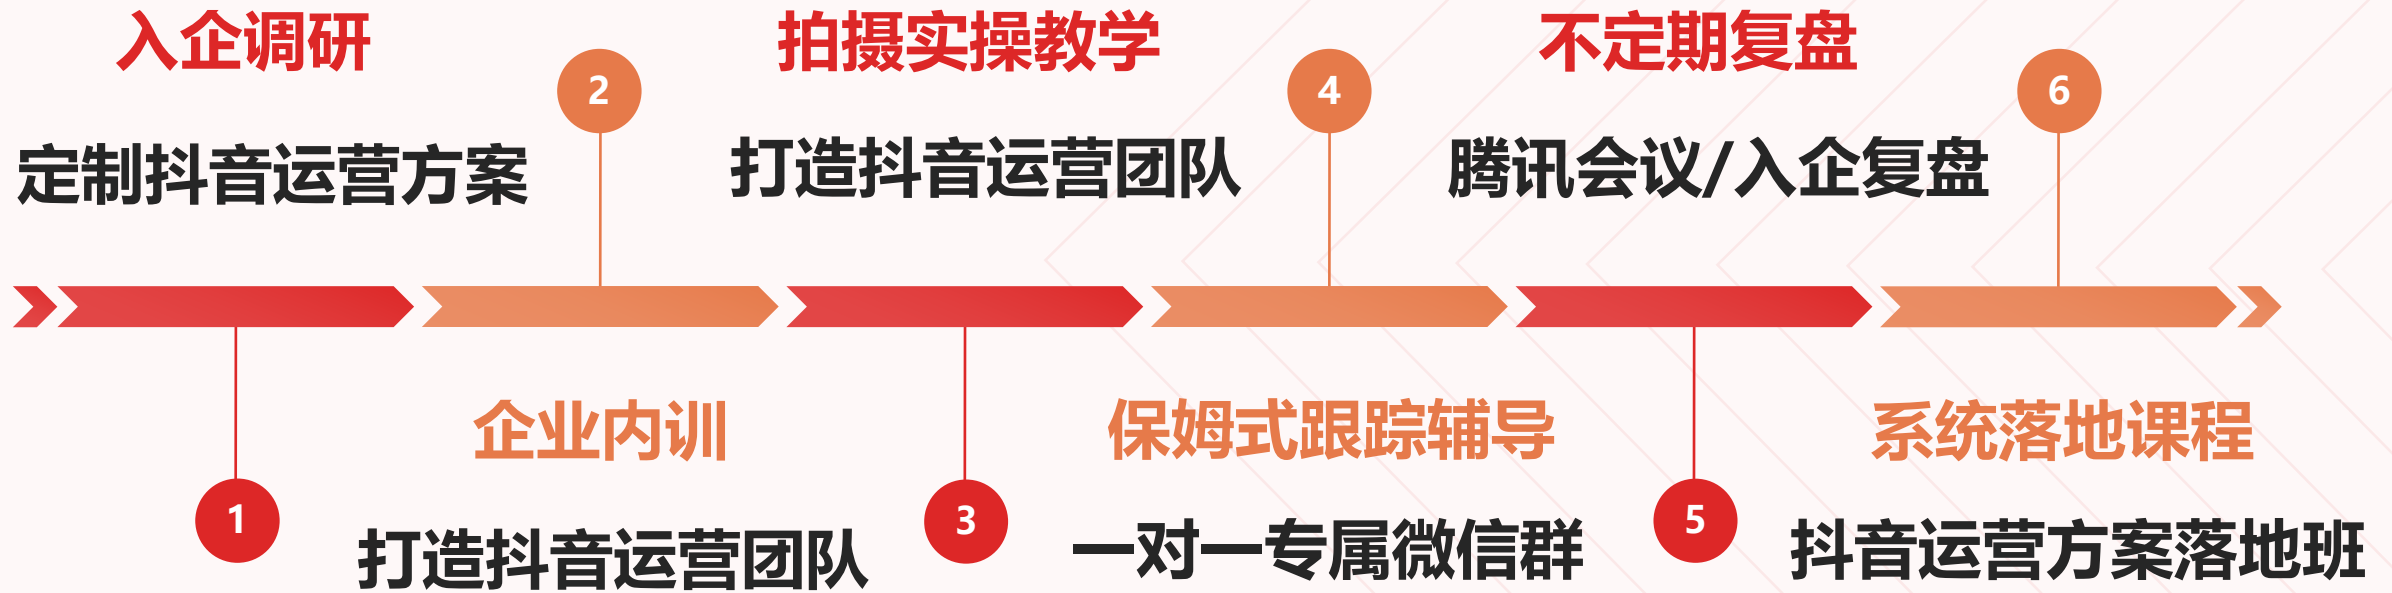 入企调研
定制抖音运营方案
1
2
企业内训
打造抖音运营团队
拍摄实操教学
打造抖音运营团队
3
4
保姆式跟踪辅导
一对一专属微信群
不定期复盘
腾讯会议/入企复盘
5
6
系统落地课程
抖音运营方案落地班